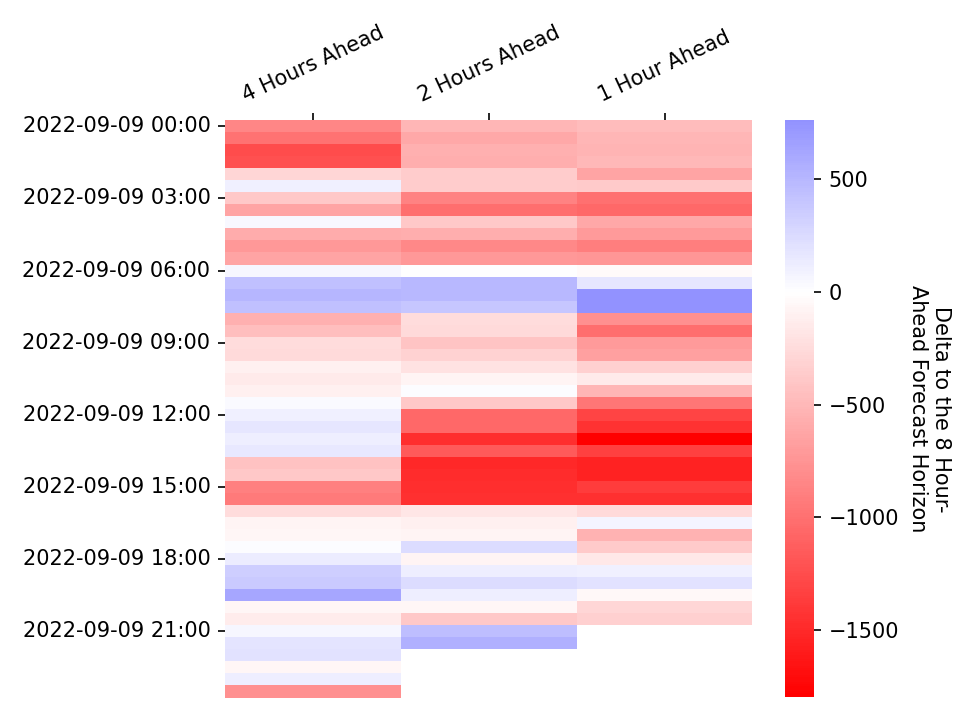 4 Hours Ahead
2 Hours Ahead
1 Hour Ahead
2022-09-09 00:00
2022-09-09 03:00
2022-09-09 06:00
2022-09-09 09:00
2022-09-09 12:00
2022-09-09 15:00
2022-09-09 18:00
2022-09-09 21:00
500
0
−500
−1000
−1500
Delta to the 8 Hour-
Ahead Forecast Horizon